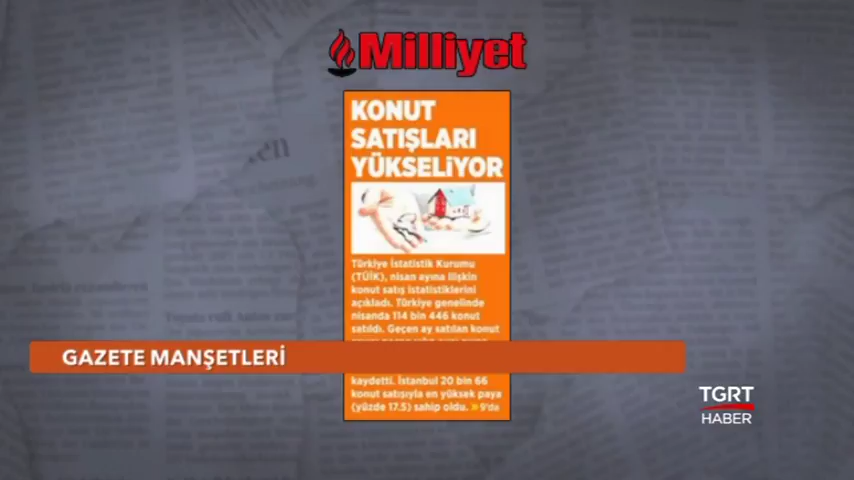 Milliyet
KONUT
SATIŞLARI
YÜKSELİYOR
Türkiye İstatistik Kurumu
(TÜİK), nisan ayına ilişkin
konut satış istatistiklerini
açıkladı. Türkiye genelinde
nisanda 114 bin 446 konut
satıldı. Geçen ay satılan konut
GAZETE MANŞETLERİ
kaydetti. İstanbul 20 bin 66
konut satışıyla en yüksek paya
(yüzde 17.5) sahip oldu. »9'da
TGRT
HABER